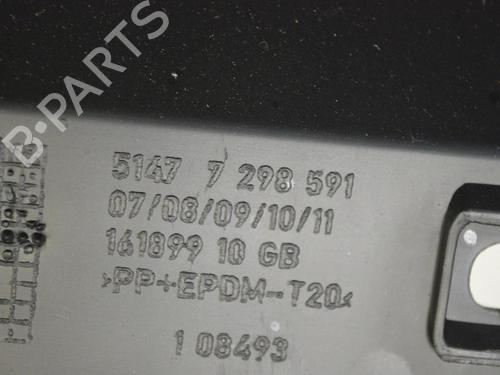 B-PARTS
5147 7 298 591
07/08/09/10/11
161899 10 GB
>PP+EPDM-T20<
1 08493